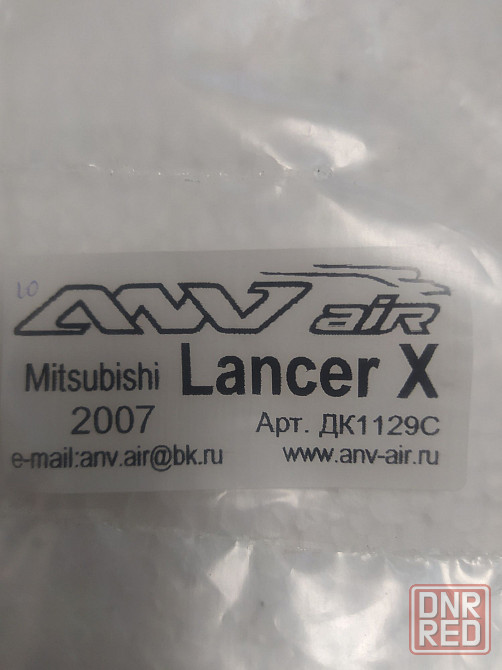 10
ANV air
Mitsubishi Lancer X
2007 Арт. ДК1129С
e-mail:anv.air@bk.ru www.anv-air.ru
DNR
RED